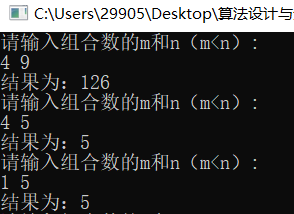 C:\Users\29905\Desktop\算法设计与
请输入组合数的m和n（m<n）:
4 9
结果为：126
请输入组合数的m和n（m<n）:
4 5
结果为：5
请输入组合数的m和n（m<n）:
1 5
结果为：5